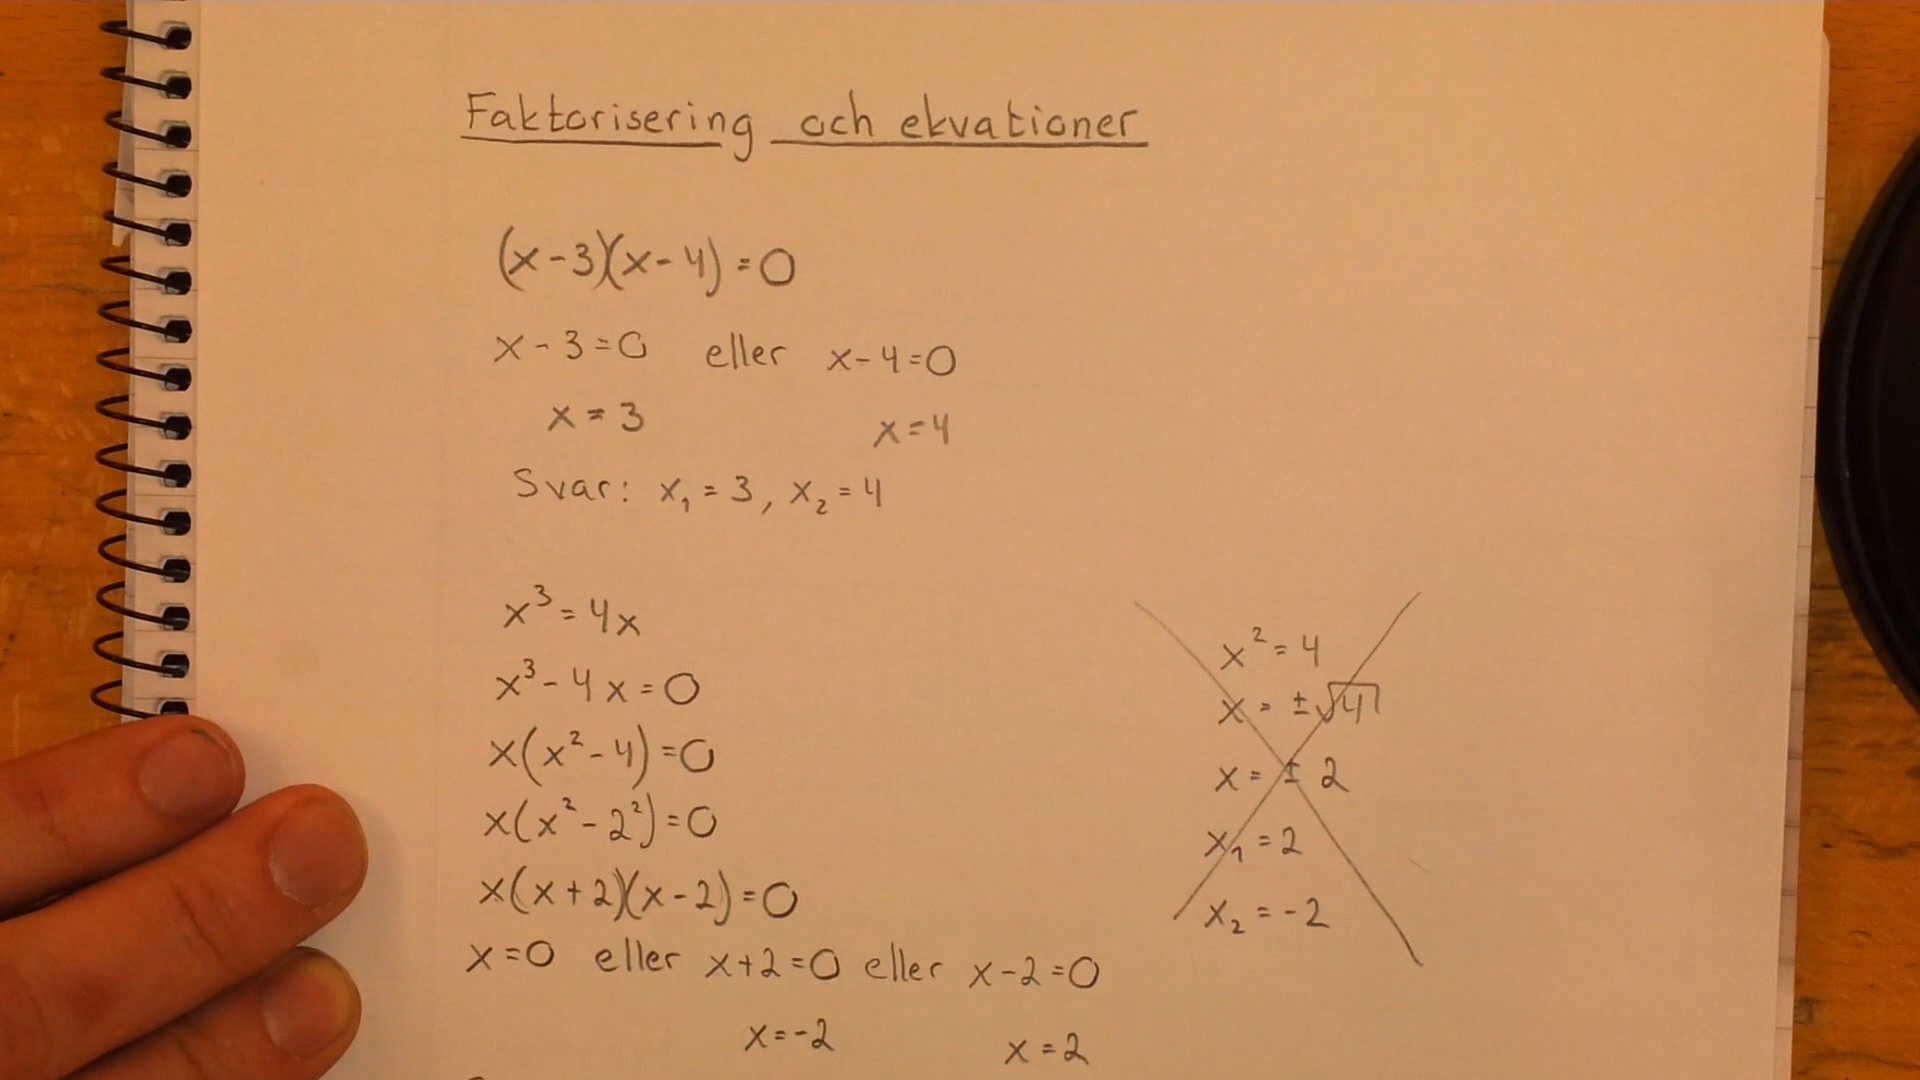 Faktorisering och ekvationer
(x-3)(x-4)=0
x-3=0 eller x-4=0
x=3 x=4
Svar: x₁=3, x₂=4
x³=4x
x³-4x=0
x(x²-4)=0
x(x²-2²)=0
x(x+2)(x-2)=0
x=0 eller x+2=0 eller x-2=0
x=-2 x=2
x²=4
x=±√4
x=±2
x₁=2
x₂=-2